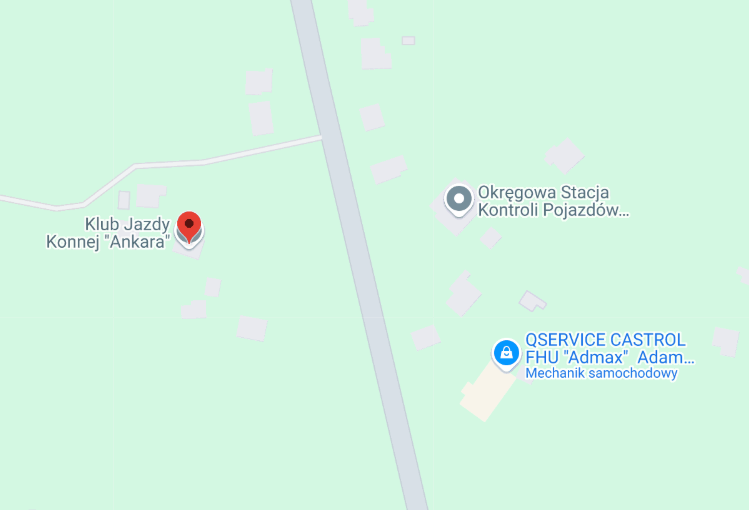 Okręgowa Stacja
Kontroli Pojazdów...
Klub Jazdy
Konnej "Ankara"
QSERVICE CASTROL
FHU "Admax" Adam...
Mechanik samochodowy